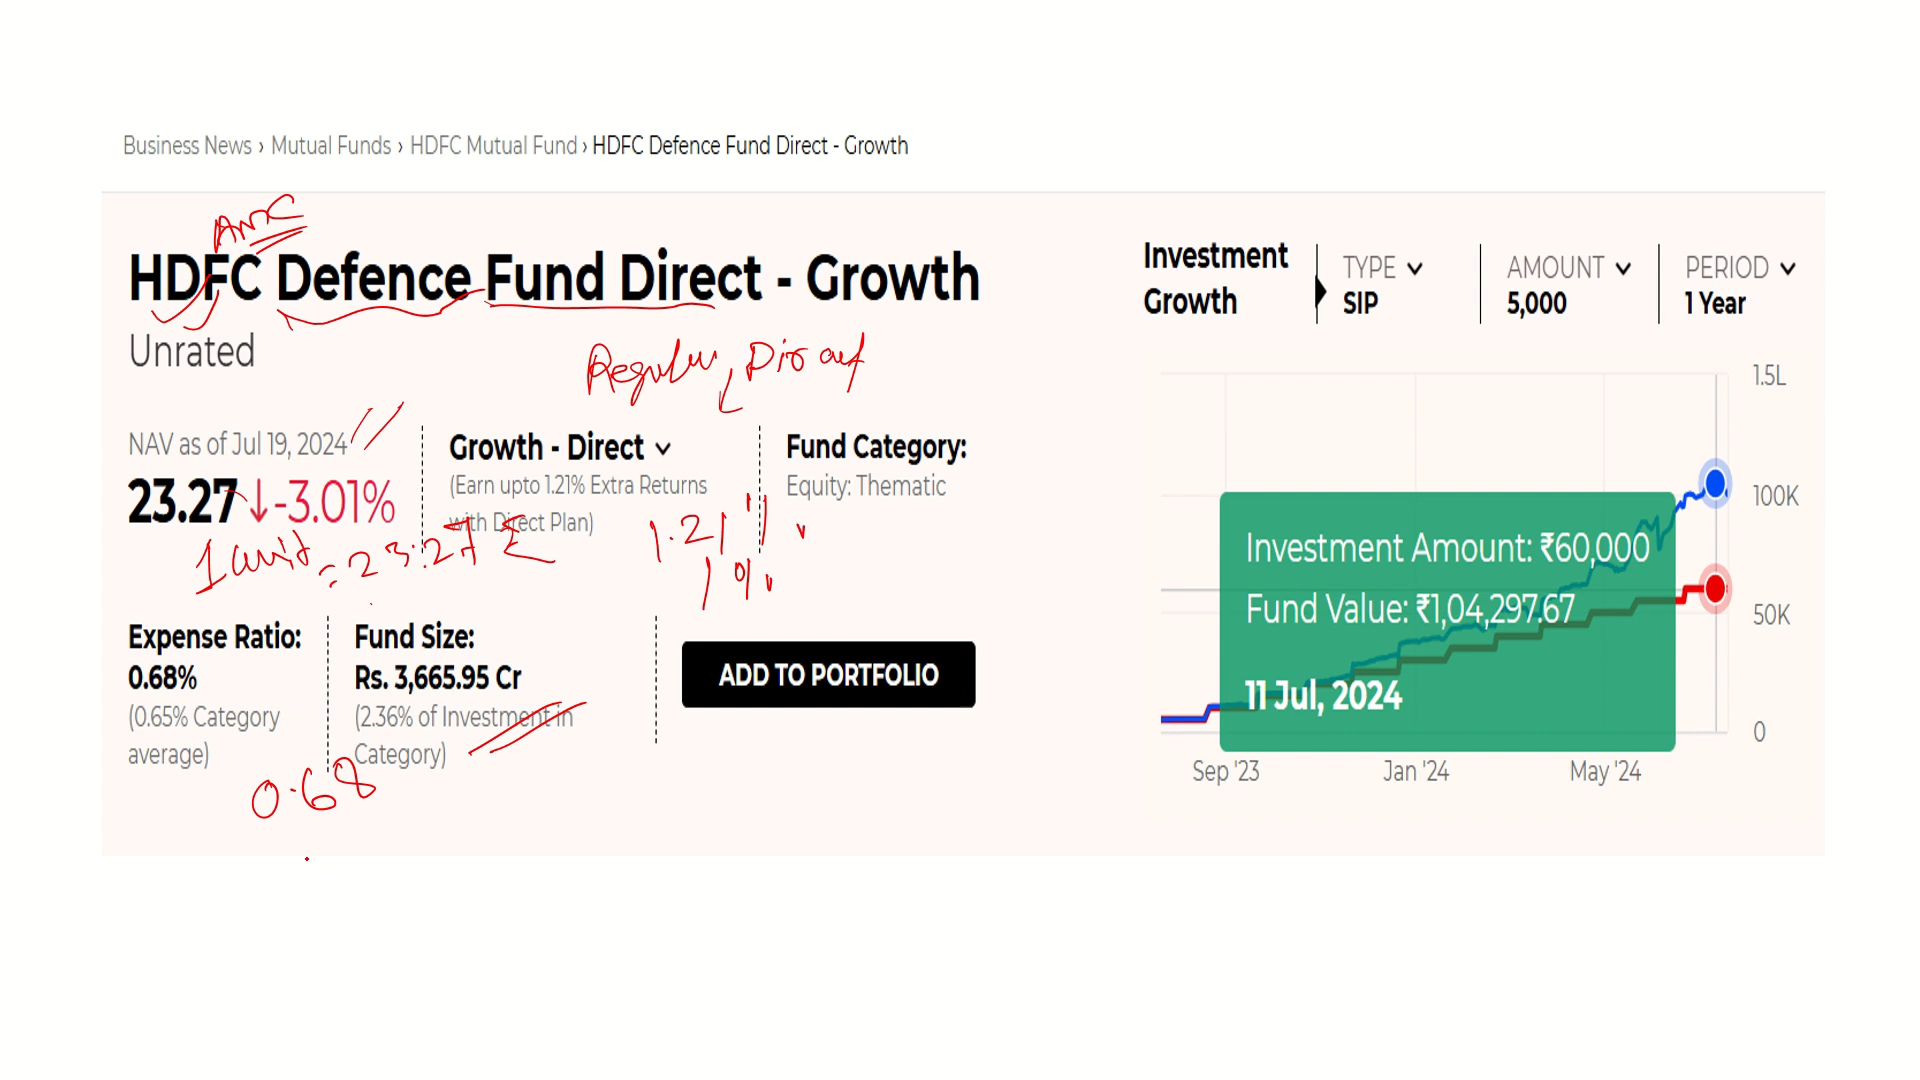 Business News › Mutual Funds › HDFC Mutual Fund › HDFC Defence Fund Direct - Growth
AMC
HDFC Defence Fund Direct - Growth
Unrated
Regular, Direct
NAV as of Jul 19, 2024
23.27 ↓-3.01%
1 unit = 23.27 ₹
Growth - Direct
(Earn upto 1.21% Extra Returns
with Direct Plan)
1.21 %
1%
Fund Category:
Equity: Thematic
Expense Ratio:
0.68%
(0.65% Category
average)
0.68
Fund Size:
Rs. 3,665.95 Cr
(2.36% of Investment in
Category)
ADD TO PORTFOLIO
Investment
Growth
TYPE
SIP
AMOUNT
5,000
PERIOD
1 Year
1.5L
100K
50K
0
Investment Amount: ₹60,000
Fund Value: ₹1,04,297.67
11 Jul, 2024
Sep '23 Jan '24 May '24